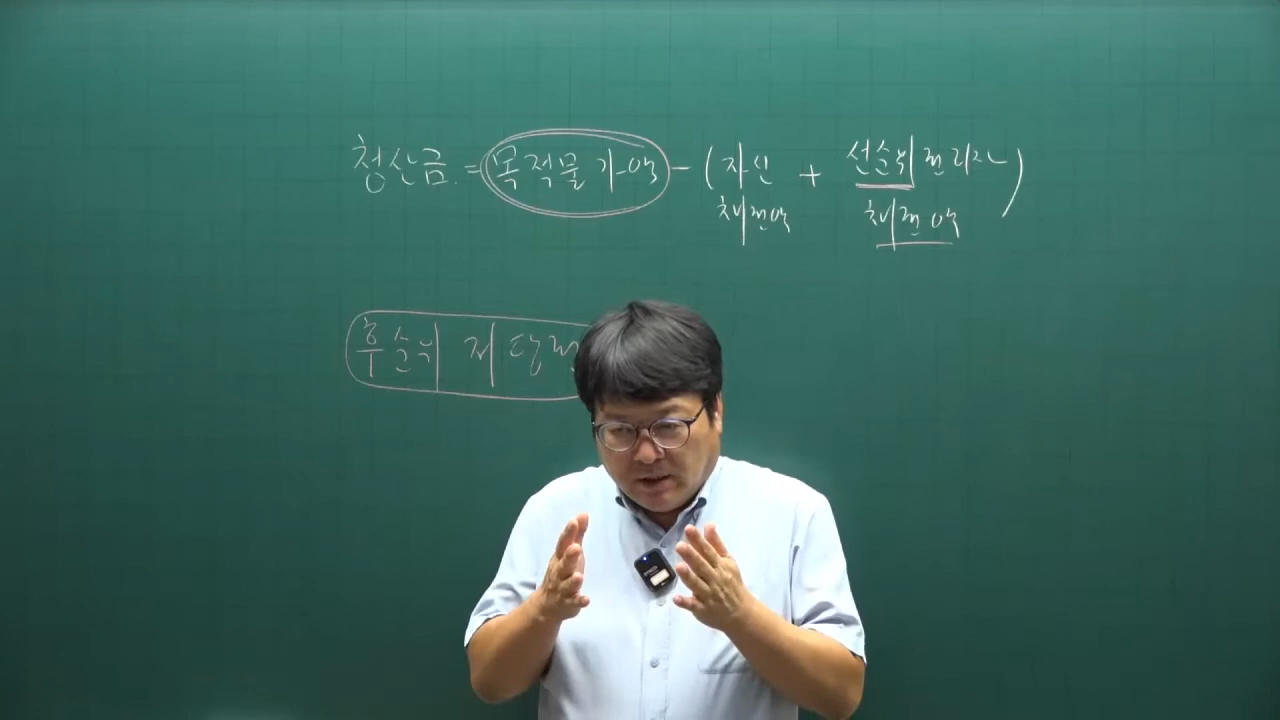 청산금 = 목적물 가액 - (자신 + 선순위권리자)
채권액 채권액
후순위 저당권